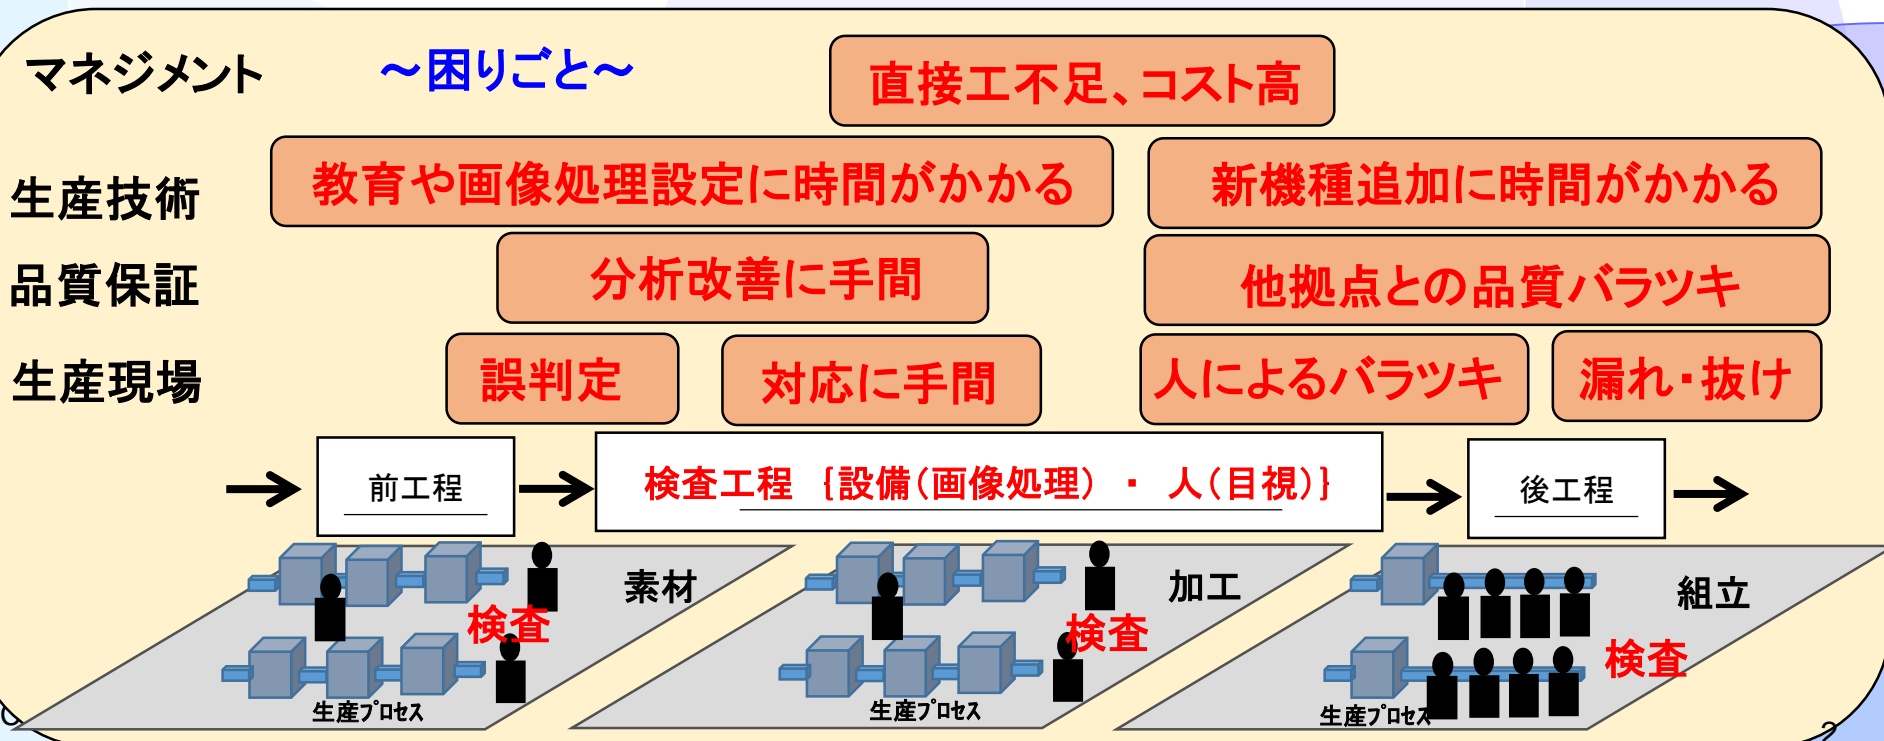 マネジメント ～困りごと～ 直接工不足、コスト高
生産技術 教育や画像処理設定に時間がかかる 新機種追加に時間がかかる
品質保証 分析改善に手間 他拠点との品質バラツキ
生産現場 誤判定 対応に手間 人によるバラツキ 漏れ・抜け
前工程 検査工程 {設備(画像処理) ・ 人(目視)} 後工程
素材 加工 組立
検査 検査 検査
生産ﾌﾟﾛｾｽ 生産ﾌﾟﾛｾｽ 生産ﾌﾟﾛｾｽ
2